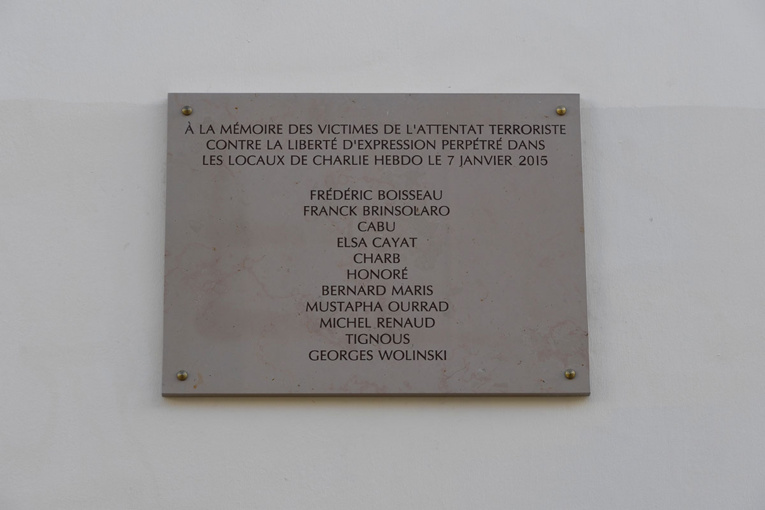 À LA MÉMOIRE DES VICTIMES DE L'ATTENTAT TERRORISTE
CONTRE LA LIBERTÉ D'EXPRESSION PERPÉTRÉ DANS
LES LOCAUX DE CHARLIE HEBDO LE 7 JANVIER 2015
FRÉDÉRIC BOISSEAU
FRANCK BRINSOLARO
CABU
ELSA CAYAT
CHARB
HONORÉ
BERNARD MARIS
MUSTAPHA OURRAD
MICHEL RENAUD
TIGNOUS
GEORGES WOLINSKI